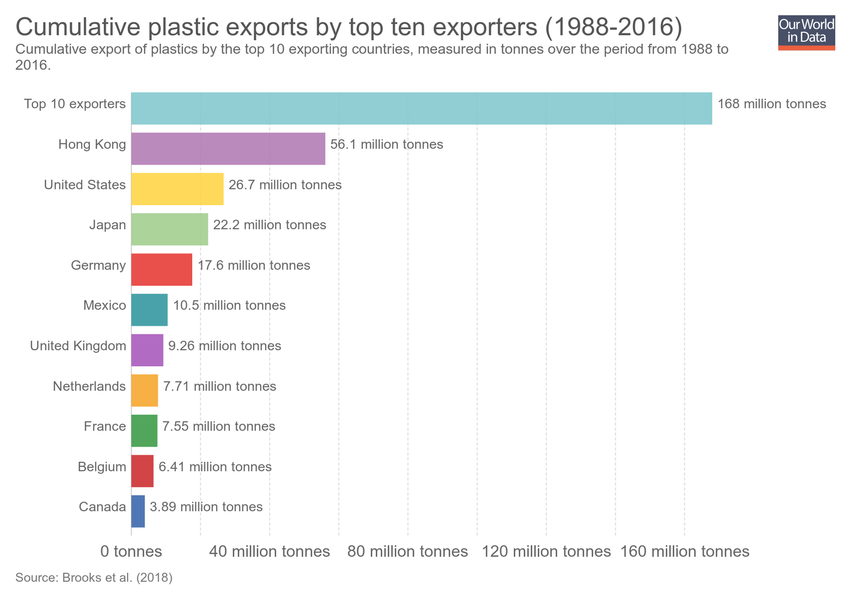 Cumulative plastic exports by top ten exporters (1988-2016)
Our World
in Data
Cumulative export of plastics by the top 10 exporting countries, measured in tonnes over the period from 1988 to
2016.
Top 10 exporters 168 million tonnes
Hong Kong 56.1 million tonnes
United States 26.7 million tonnes
Japan 22.2 million tonnes
Germany 17.6 million tonnes
Mexico 10.5 million tonnes
United Kingdom 9.26 million tonnes
Netherlands 7.71 million tonnes
France 7.55 million tonnes
Belgium 6.41 million tonnes
Canada 3.89 million tonnes
0 tonnes 40 million tonnes 80 million tonnes 120 million tonnes 160 million tonnes
Source: Brooks et al. (2018)